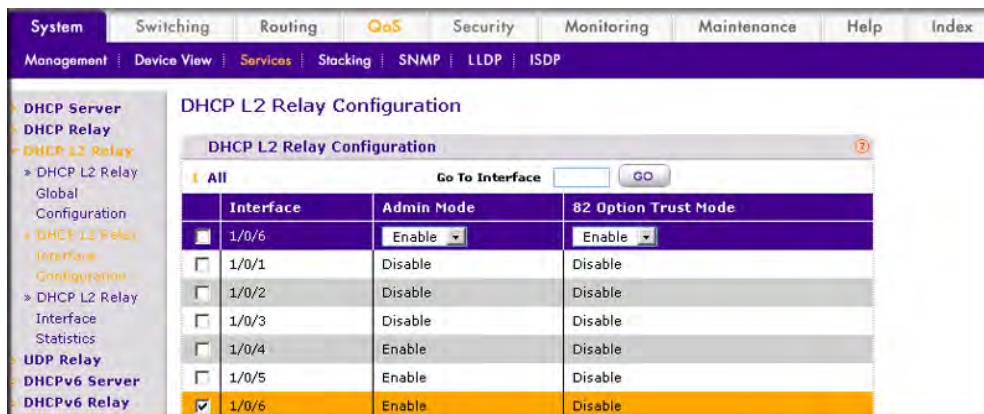 System Switching Routing QoS Security Monitoring Maintenance Help Index
Management Device View Services Stacking SNMP LLDP ISDP
DHCP Server
DHCP Relay
DHCP L2 Relay
» DHCP L2 Relay
Global
Configuration
» DHCP L2 Relay
Interface
Configuration
» DHCP L2 Relay
Interface
Statistics
UDP Relay
DHCPv6 Server
DHCPv6 Relay
DHCP L2 Relay Configuration
DHCP L2 Relay Configuration ?
All Go To Interface GO
Interface Admin Mode 82 Option Trust Mode
1/0/6 Enable Enable
1/0/1 Disable Disable
1/0/2 Disable Disable
1/0/3 Disable Disable
1/0/4 Enable Disable
1/0/5 Enable Disable
1/0/6 Enable Disable